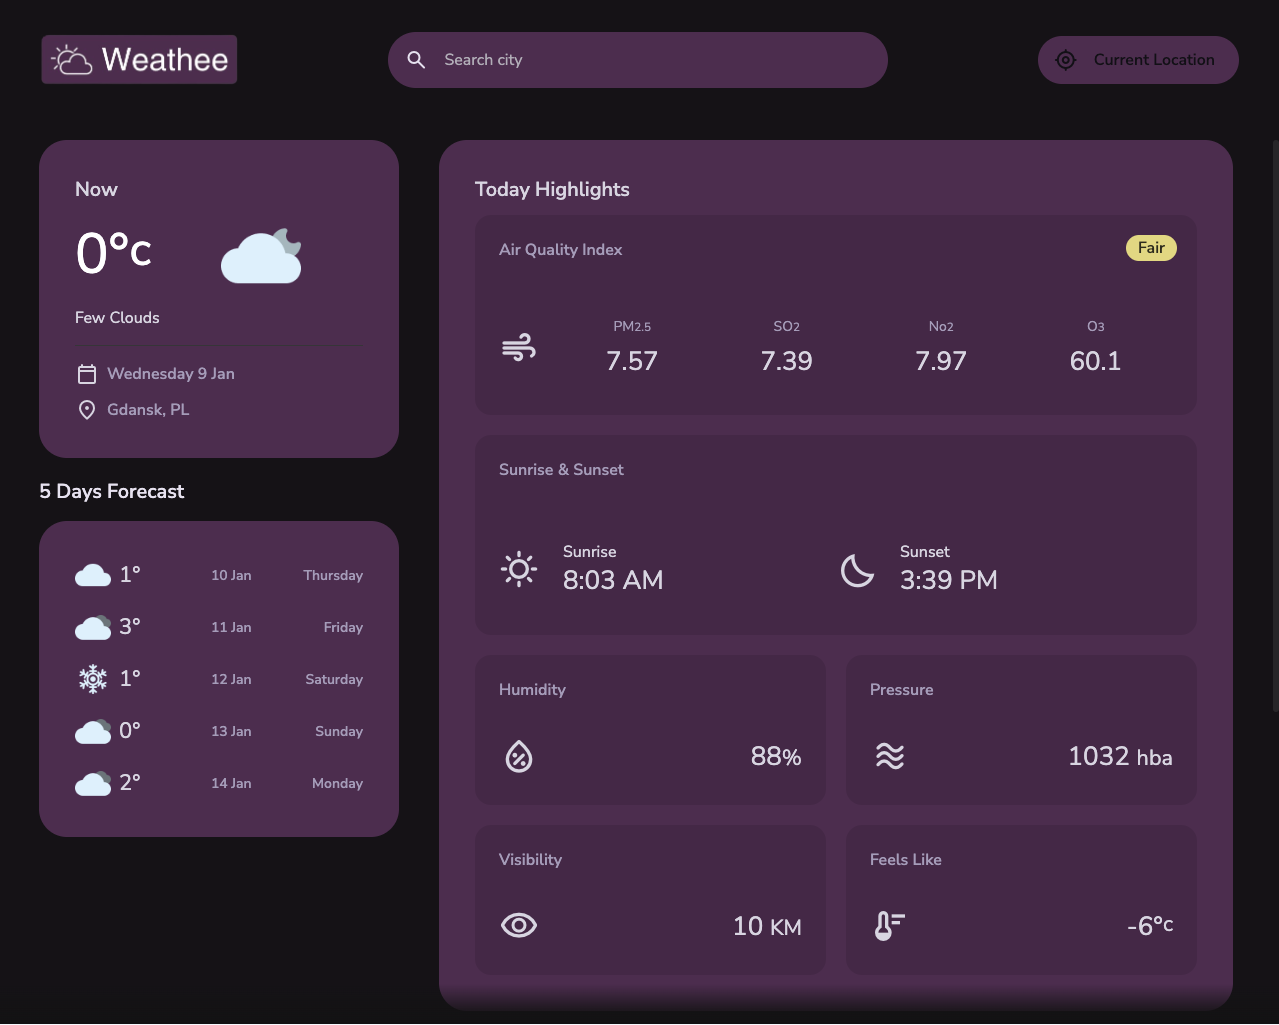 Weathee
Search city
Current Location
Now
0°c
Few Clouds
Wednesday 9 Jan
Gdansk, PL
5 Days Forecast
1° 10 Jan Thursday
3° 11 Jan Friday
1° 12 Jan Saturday
0° 13 Jan Sunday
2° 14 Jan Monday
Today Highlights
Air Quality Index
Fair
PM2.5 SO2 No2 O3
7.57 7.39 7.97 60.1
Sunrise & Sunset
Sunrise
8:03 AM
Sunset
3:39 PM
Humidity
88%
Pressure
1032 hba
Visibility
10 KM
Feels Like
-6°c